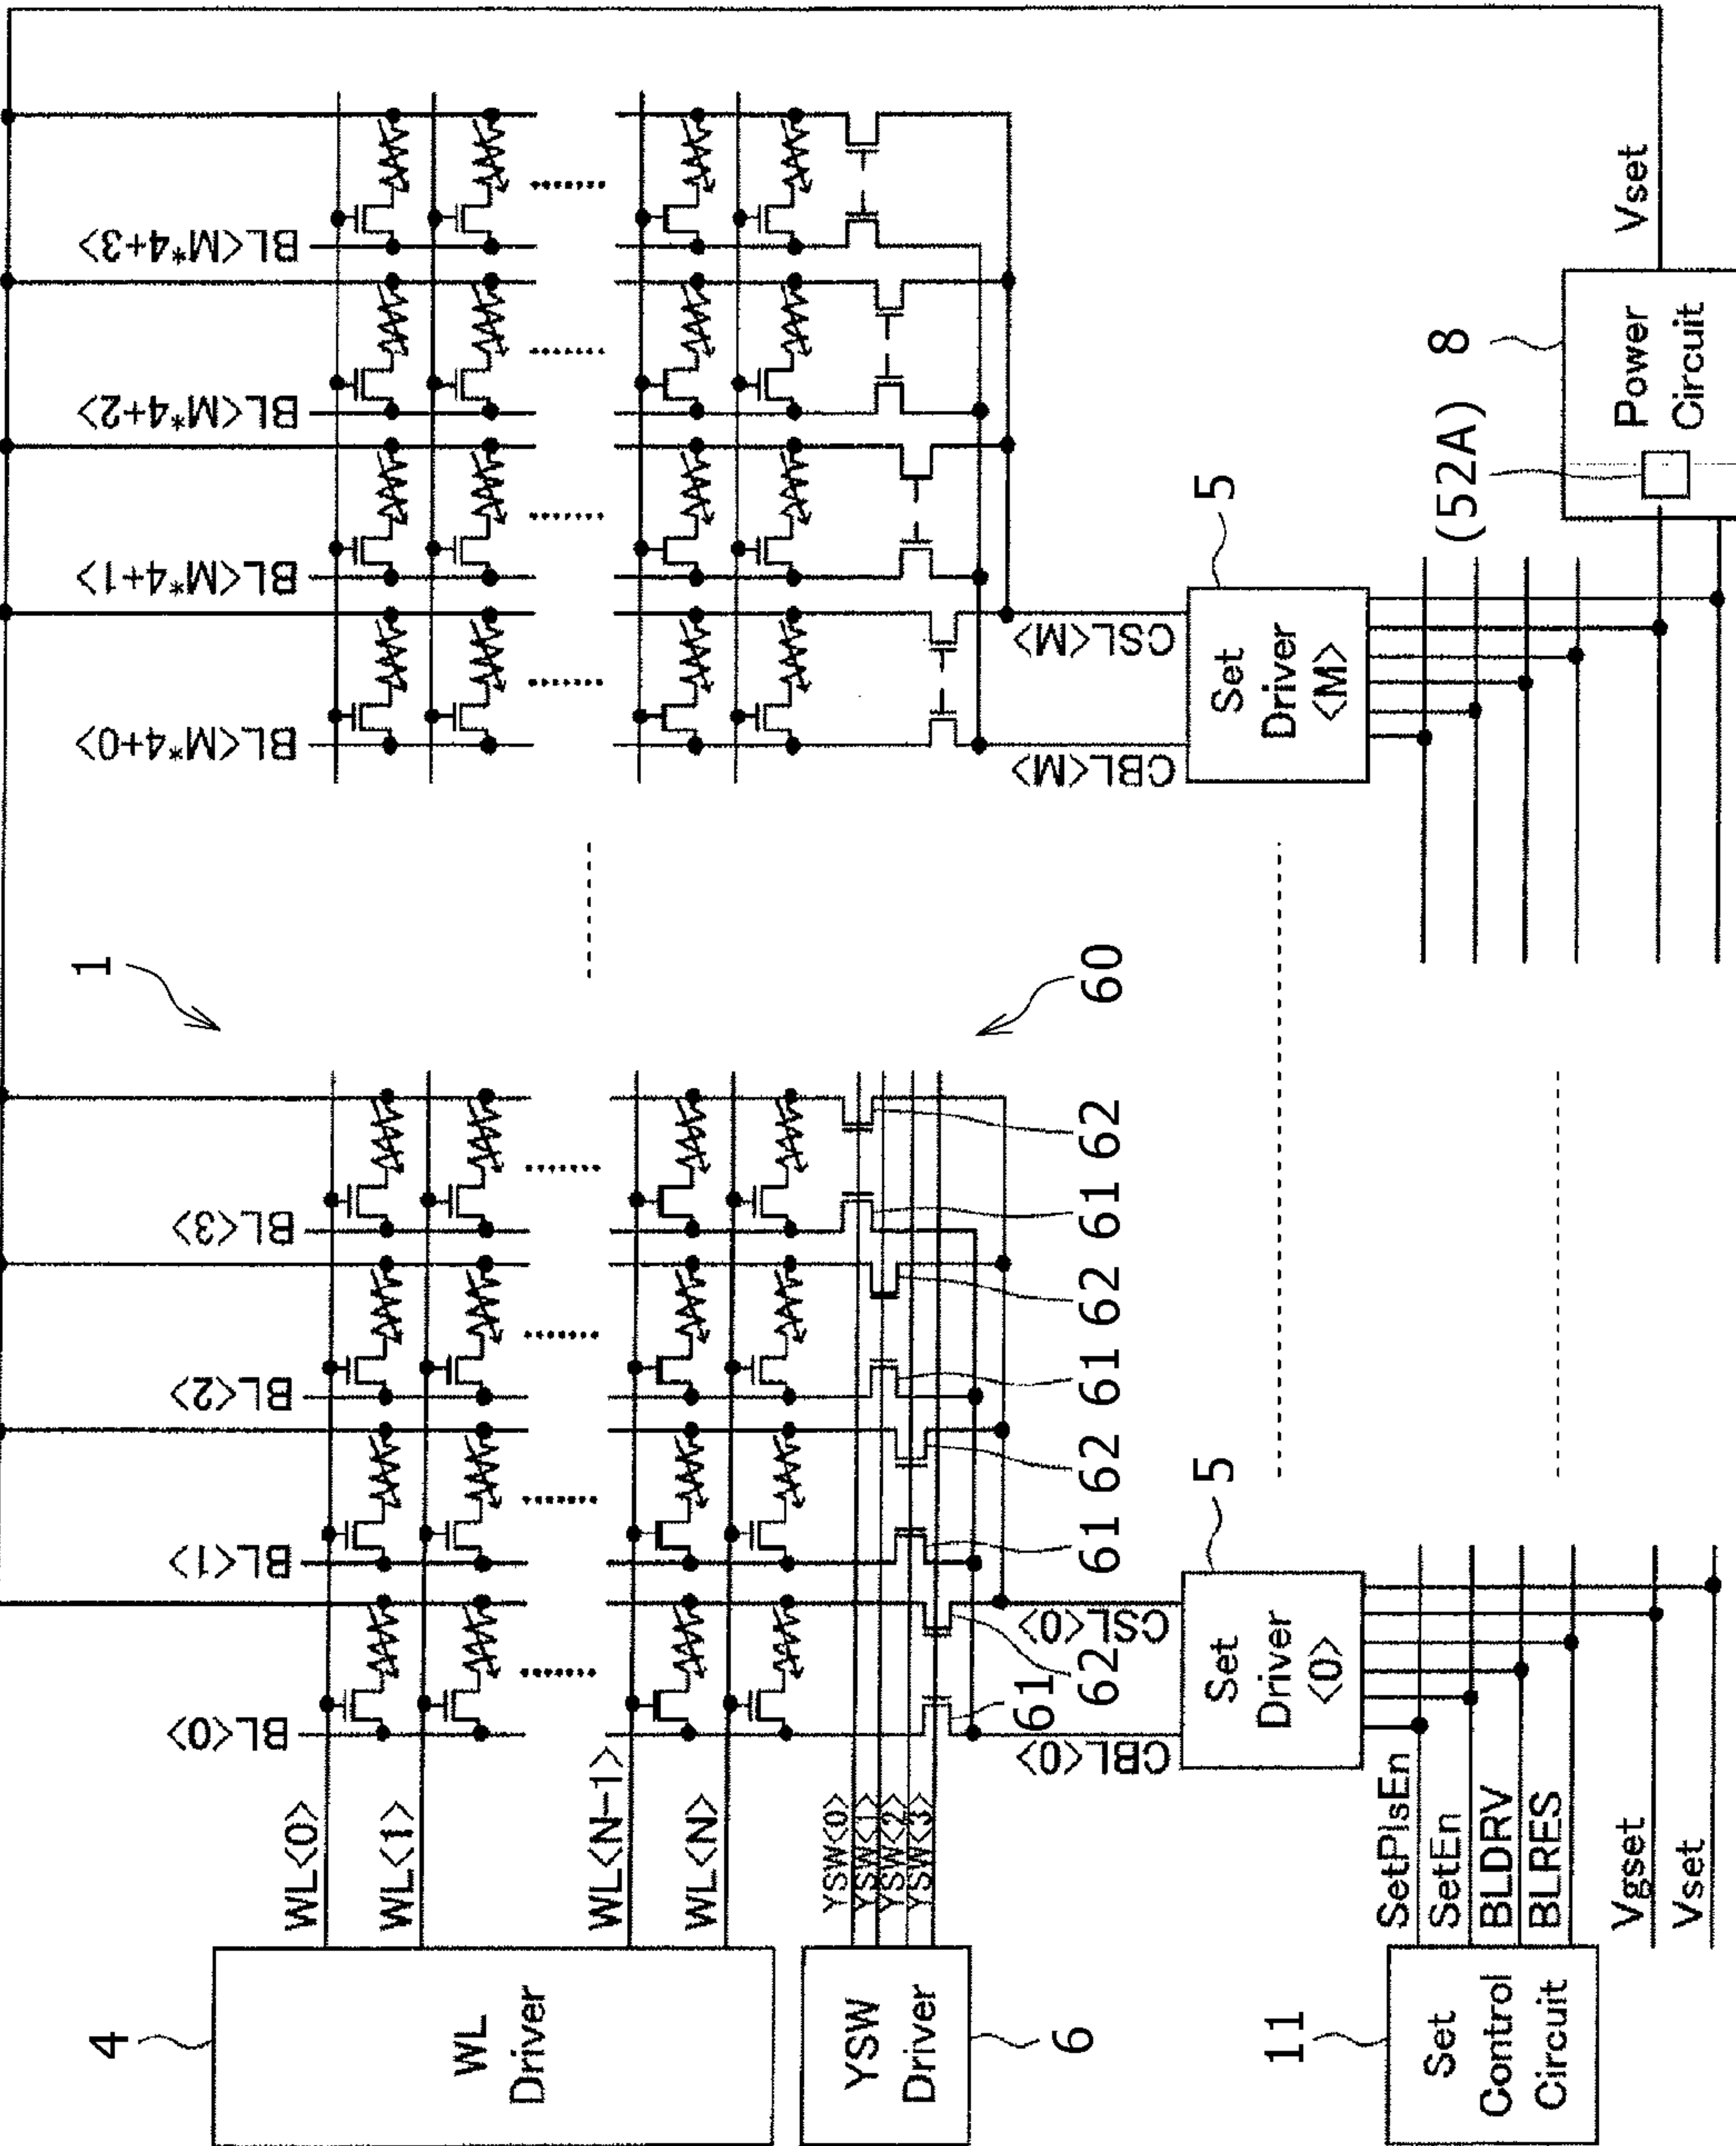 1
BL<0>
BL<1>
BL<2>
BL<3>
BL<M*4+0>
BL<M*4+1>
BL<M*4+2>
BL<M*4+3>
4
WL
Driver
WL<0>
WL<1>
WL<N-1>
WL<N>
6
YSW
Driver
YSW<0>
YSW<1>
YSW<2>
YSW<3>
60
61
62
61
62
61
62
61
62
CBL<0>
CSL<0>
CBL<M>
CSL<M>
5
Set
Driver
<0>
5
Set
Driver
<M>
11
Set
Control
Circuit
SetPlsEn
SetEn
BLDRV
BLRES
Vgset
Vset
(52A)
8
Power
Circuit
Vset